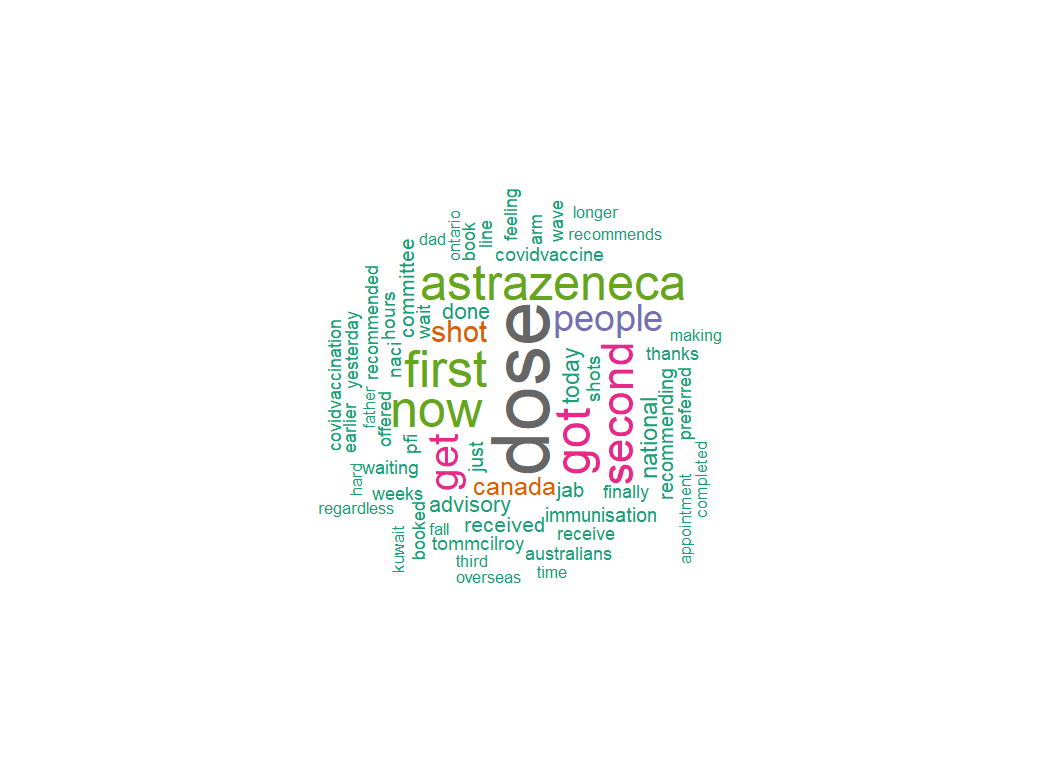 feeling
longer
arm
wave
ontario
dad
book
line
recommends
covidvaccine
committee
astrazeneca
recommended
hours
wait
done
people
dose
shot
covidvaccination
yesterday
naci
first
second
today
shots
making
thanks
earlier
father
offered
now
got
national
recommending
preferred
pfi
get
just
hard
waiting
canada
jab
finally
completed
appointment
weeks
regardless
advisory
immunisation
kuwait
booked
fall
received
receive
tommcilroy
australians
third
overseas
time